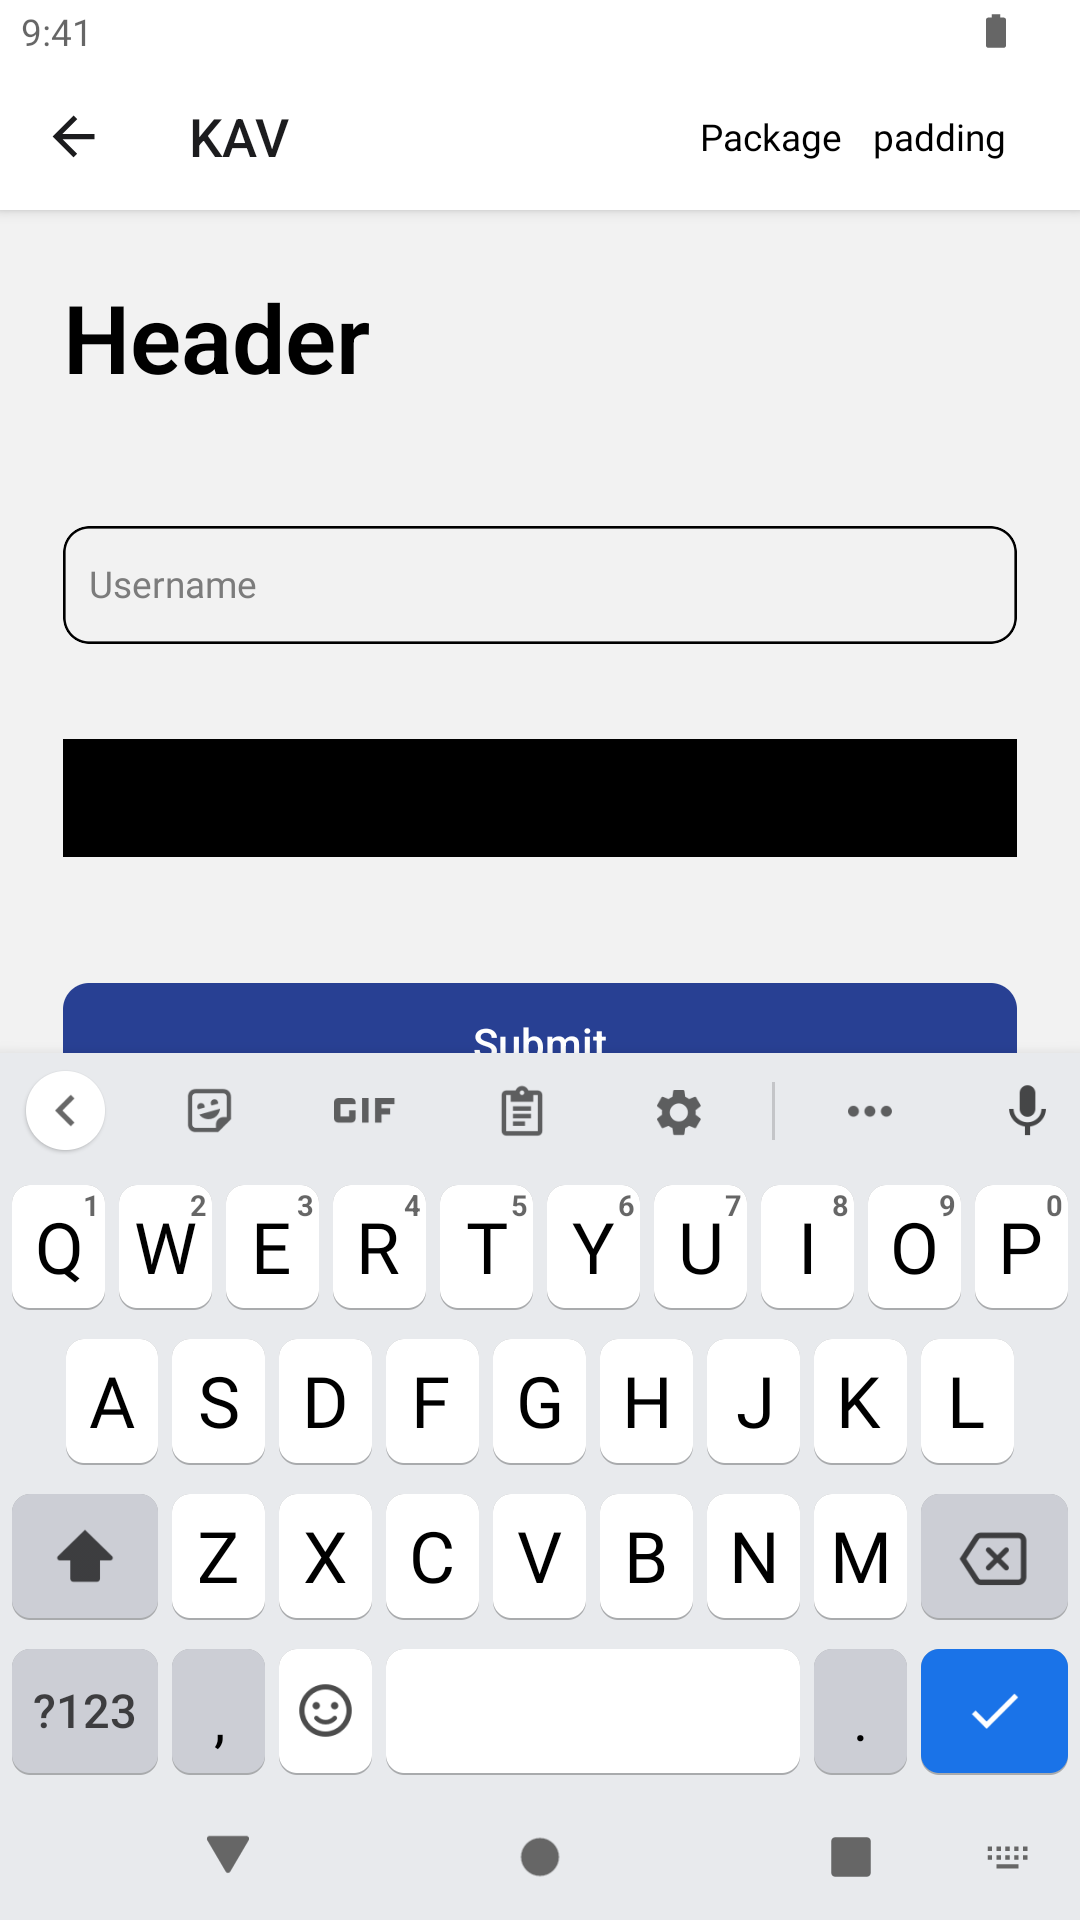 9:41
KAV Package padding
Header
Username
Submit
GIF
1 2 3 4 5 6 7 8 9 0
Q W E R T Y U I O P
A S D F G H J K L
Z X C V B N M
?123 , .